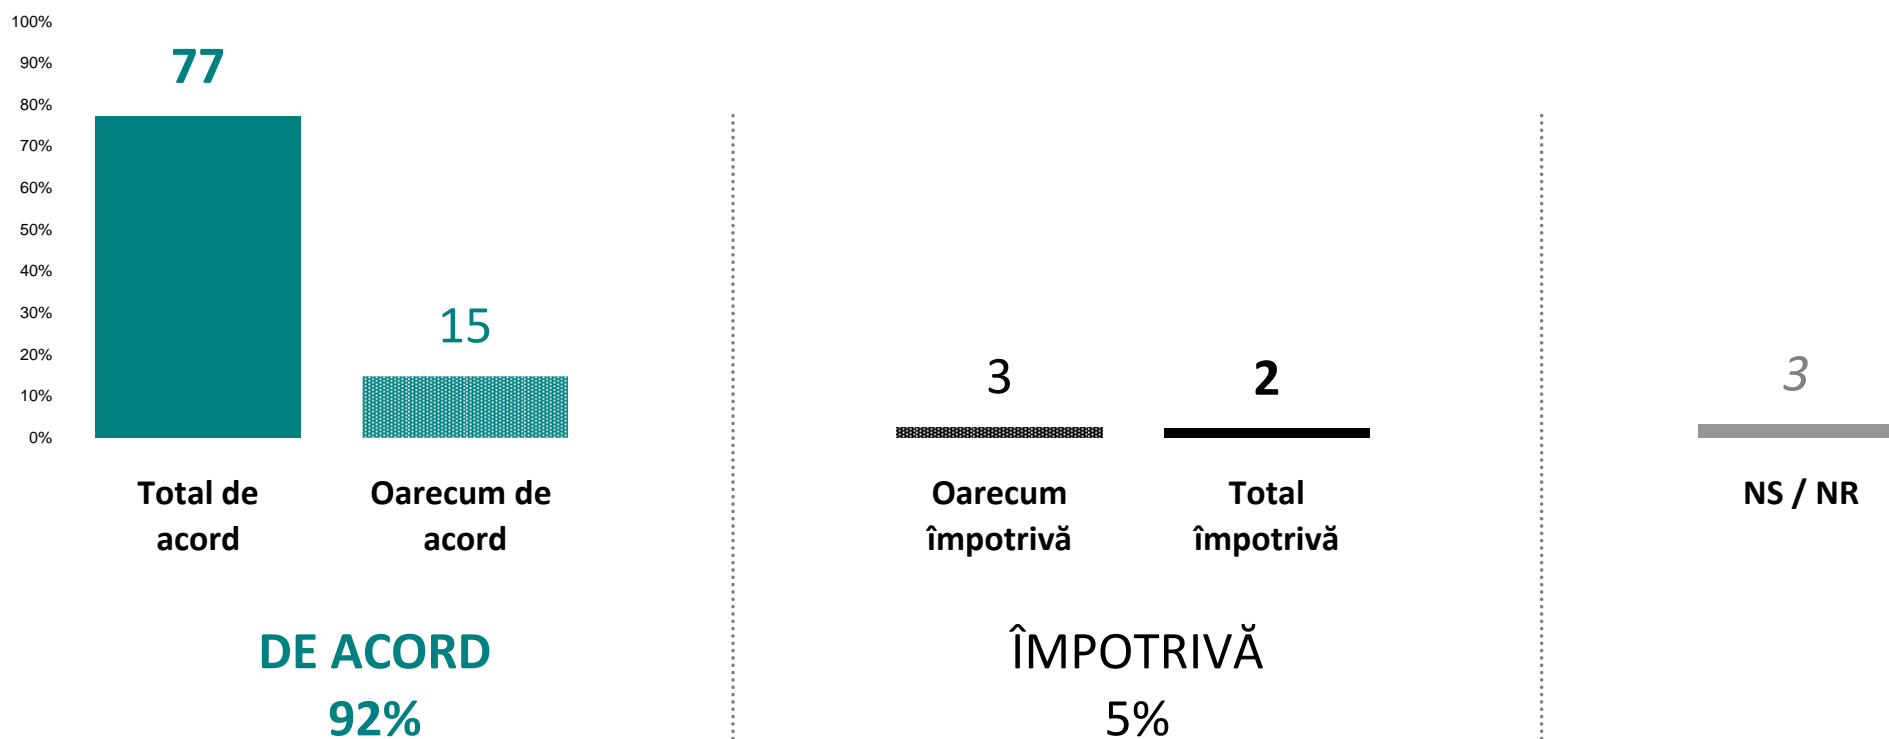 100%
90%
80%
70%
60%
50%
40%
30%
20%
10%
0%
77
15
3
2
3
Total de
acord
Oarecum de
acord
Oarecum
împotrivă
Total
împotrivă
NS / NR
DE ACORD
92%
ÎMPOTRIVĂ
5%